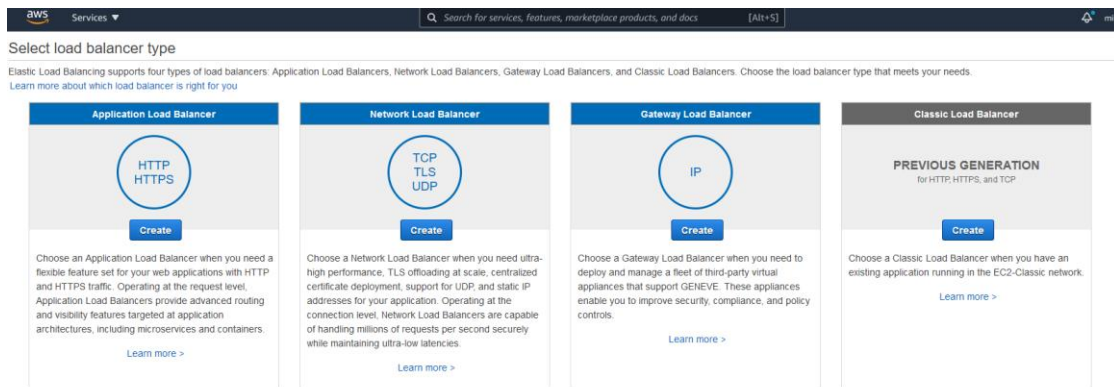 aws Services ▼ Search for services, features, marketplace products, and docs [Alt+S]
Select load balancer type
Elastic Load Balancing supports four types of load balancers: Application Load Balancers, Network Load Balancers, Gateway Load Balancers, and Classic Load Balancers. Choose the load balancer type that meets your needs.
Learn more about which load balancer is right for you
Application Load Balancer
HTTP
HTTPS
Create
Choose an Application Load Balancer when you need a
flexible feature set for your web applications with HTTP
and HTTPS traffic. Operating at the request level,
Application Load Balancers provide advanced routing
and visibility features targeted at application
architectures, including microservices and containers.
Learn more >
Network Load Balancer
TCP
TLS
UDP
Create
Choose a Network Load Balancer when you need ultra-
high performance, TLS offloading at scale, centralized
certificate deployment, support for UDP, and static IP
addresses for your application. Operating at the
connection level, Network Load Balancers are capable
of handling millions of requests per second securely
while maintaining ultra-low latencies.
Learn more >
Gateway Load Balancer
IP
Create
Choose a Gateway Load Balancer when you need to
deploy and manage a fleet of third-party virtual
appliances that support GENEVE. These appliances
enable you to improve security, compliance, and policy
controls.
Learn more >
Classic Load Balancer
PREVIOUS GENERATION
for HTTP, HTTPS, and TCP
Create
Choose a Classic Load Balancer when you have an
existing application running in the EC2-Classic network.
Learn more >